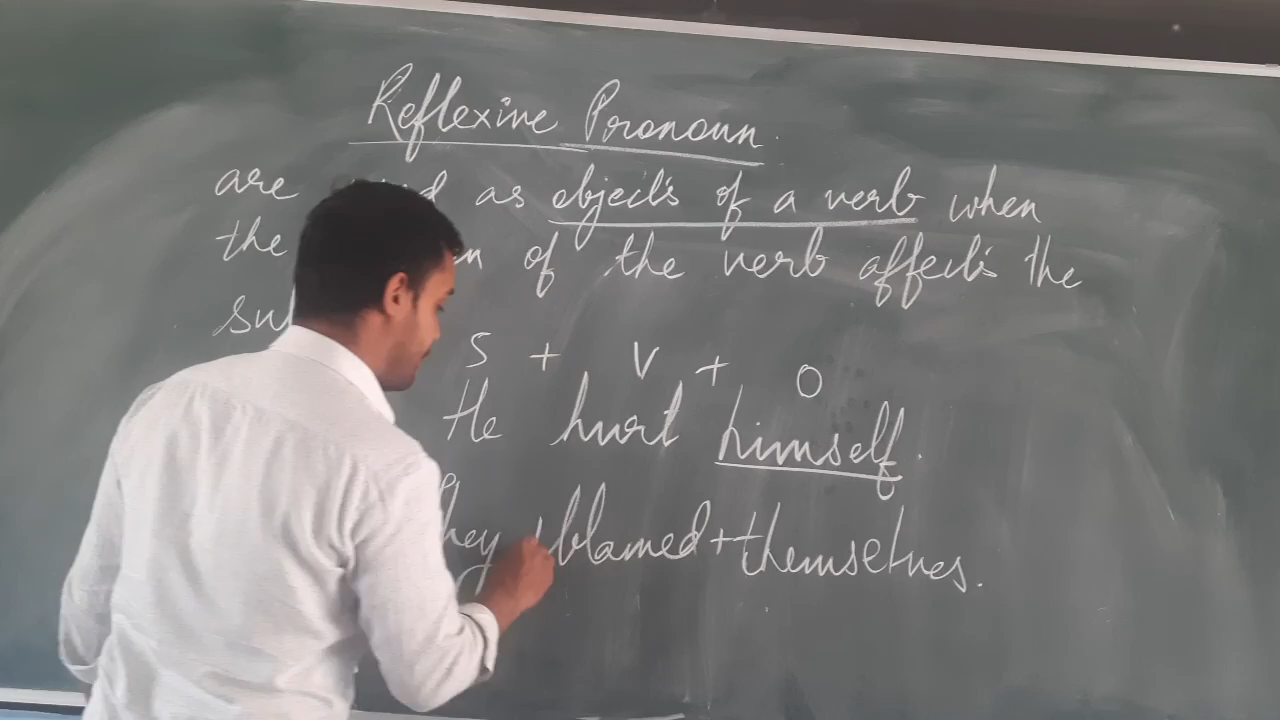 Reflexive Pronoun.
are as objects of a verb when
the of the verb affects the
S + V + O
He hurt himself.
+ blamed + themselves.